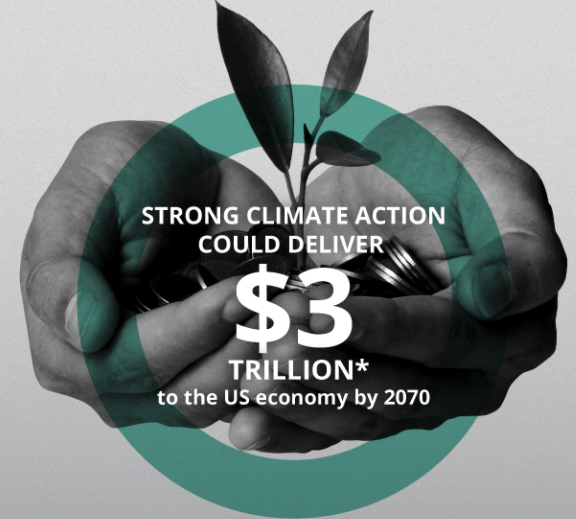 STRONG CLIMATE ACTION
COULD DELIVER
$3
TRILLION*
to the US economy by 2070